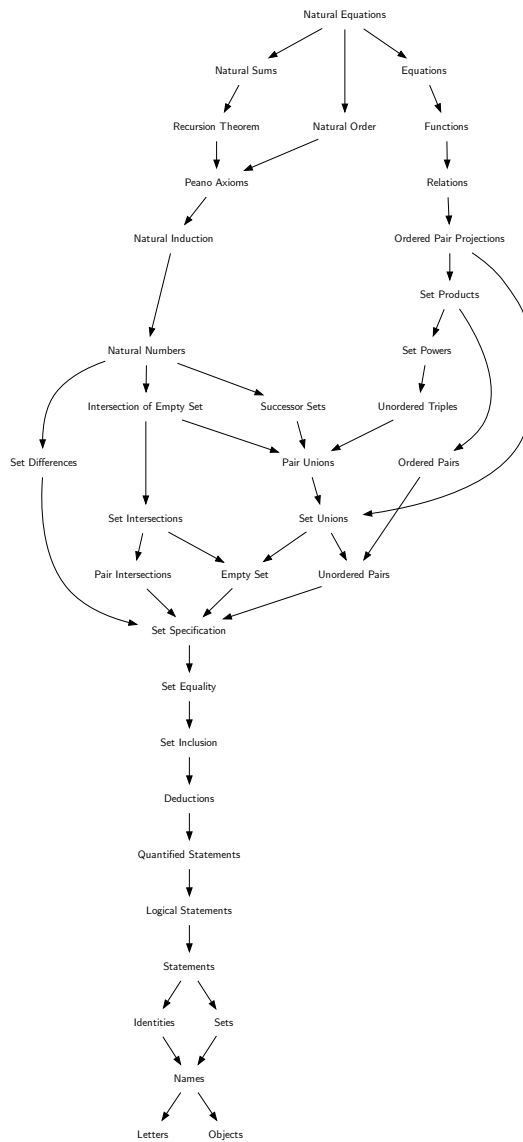 Natural Equations
Natural Sums
Equations
Recursion Theorem
Natural Order
Functions
Peano Axioms
Relations
Natural Induction
Ordered Pair Projections
Set Products
Natural Numbers
Set Powers
Intersection of Empty Set
Successor Sets
Unordered Triples
Set Differences
Pair Unions
Ordered Pairs
Set Intersections
Set Unions
Pair Intersections
Empty Set
Unordered Pairs
Set Specification
Set Equality
Set Inclusion
Deductions
Quantified Statements
Logical Statements
Statements
Identities
Sets
Names
Letters
Objects